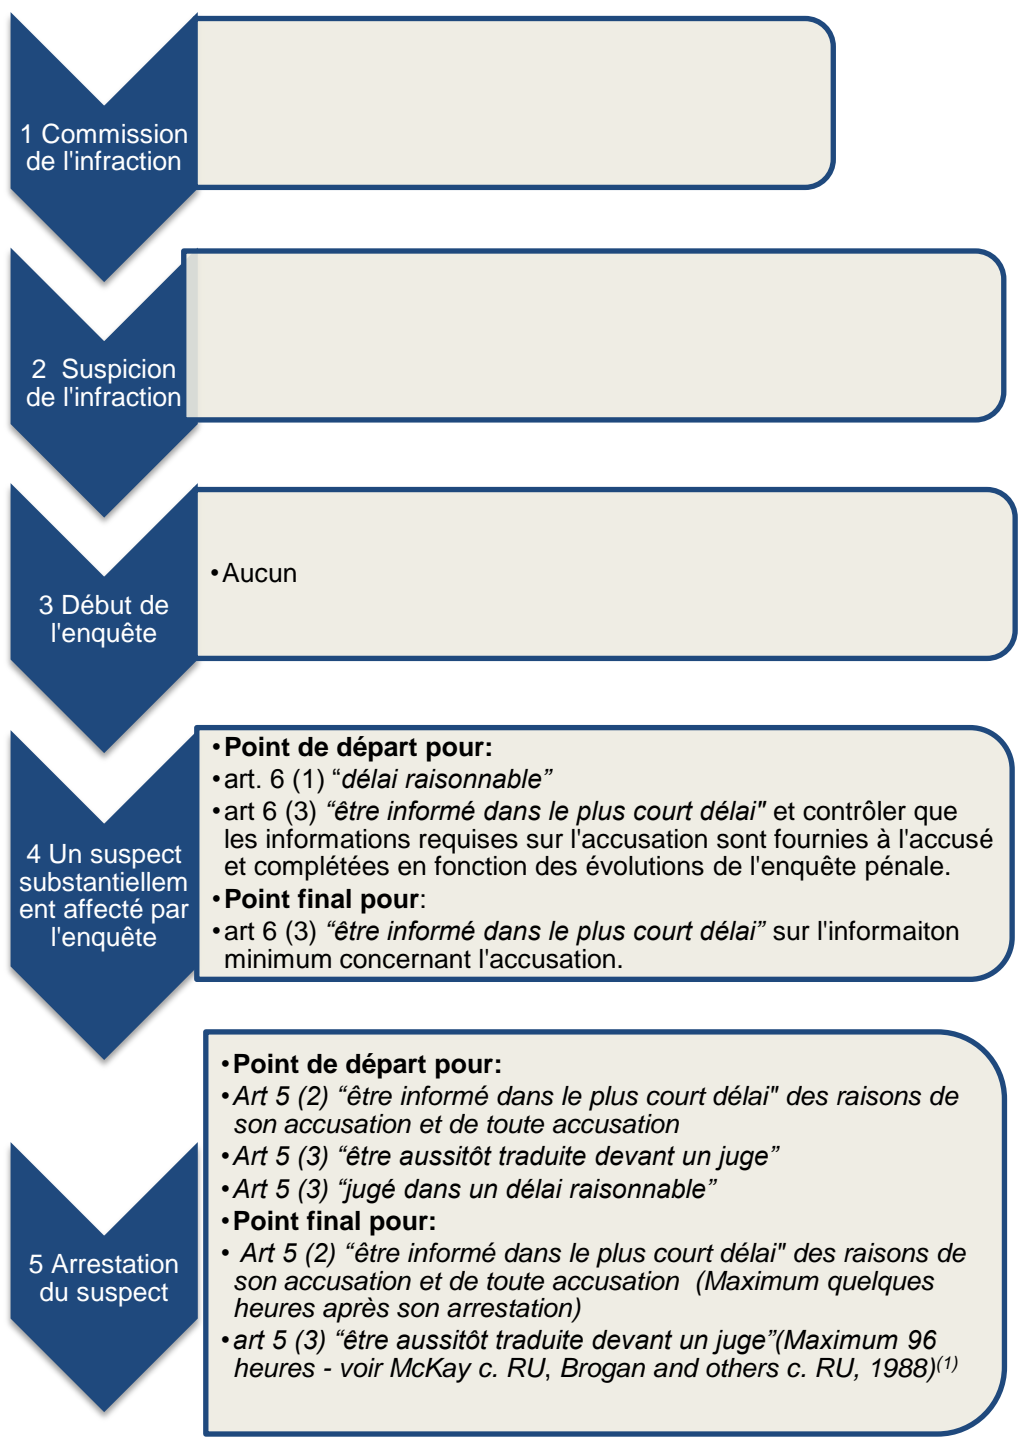 1 Commission
de l'infraction
2 Suspicion
de l'infraction
3 Début de
l'enquête
•Aucun
4 Un suspect
substantiellem
ent affecté par
l'enquête
•Point de départ pour:
•art. 6 (1) “délai raisonnable”
•art 6 (3) “être informé dans le plus court délai" et contrôler que
les informations requises sur l'accusation sont fournies à l'accusé
et complétées en fonction des évolutions de l'enquête pénale.
•Point final pour:
•art 6 (3) “être informé dans le plus court délai” sur l'informaiton
minimum concernant l'accusation.
5 Arrestation
du suspect
•Point de départ pour:
•Art 5 (2) “être informé dans le plus court délai" des raisons de
son accusation et de toute accusation
•Art 5 (3) “être aussitôt traduite devant un juge”
•Art 5 (3) “jugé dans un délai raisonnable”
•Point final pour:
• Art 5 (2) “être informé dans le plus court délai" des raisons de
son accusation et de toute accusation (Maximum quelques
heures après son arrestation)
•art 5 (3) “être aussitôt traduite devant un juge”(Maximum 96
heures - voir McKay c. RU, Brogan and others c. RU, 1988)(1)